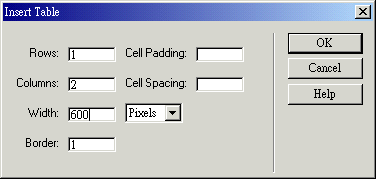 Insert Table
Rows: 1 Cell Padding: OK
Columns: 2 Cell Spacing: Cancel
Width: 600 Pixels Help
Border: 1